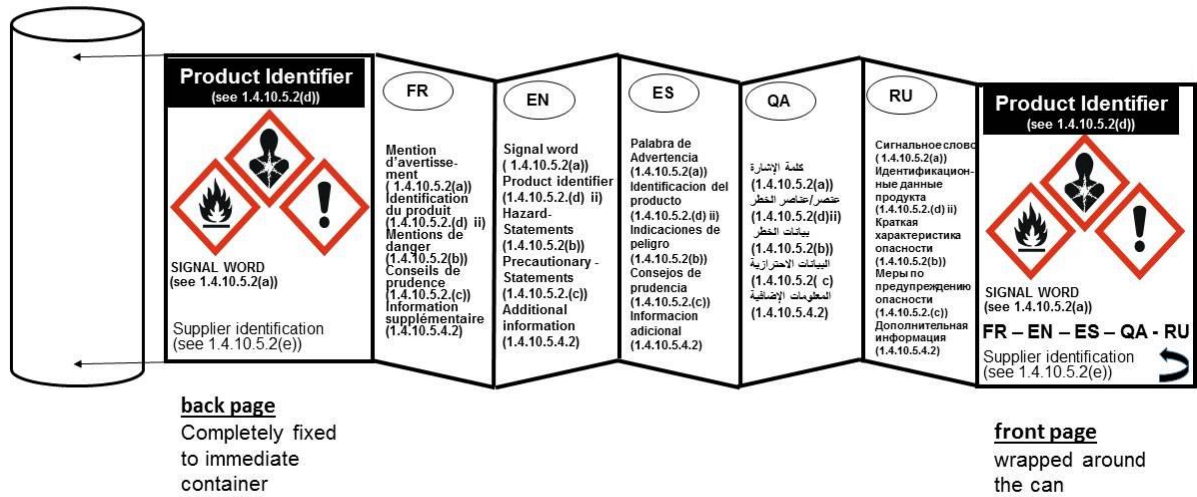 Product Identifier
(see 1.4.10.5.2(d))
SIGNAL WORD
(see 1.4.10.5.2(a))
Supplier identification
(see 1.4.10.5.2(e))
FR
Mention
d'avertisse-
ment
( 1.4.10.5.2(a))
Identification
du produit
(1.4.10.5.2.(d) ii)
Mentions de
danger
(1.4.10.5.2(b))
Conseils de
prudence
(1.4.10.5.2.(c))
Information
supplémentaire
(1.4.10.5.4.2)
EN
Signal word
( 1.4.10.5.2(a))
Product identifier
(1.4.10.5.2.(d) ii)
Hazard-
Statements
(1.4.10.5.2(b))
Precautionary -
Statements
(1.4.10.5.2.(c))
Additional
information
(1.4.10.5.4.2)
ES
Palabra de
Advertencia
(1.4.10.5.2(a))
Identificacion del
producto
(1.4.10.5.2.(d) ii)
Indicaciones de
peligro
(1.4.10.5.2(b))
Consejos de
prudencia
(1.4.10.5.2.(c))
Informacion
adicional
(1.4.10.5.4.2)
QA
كلمة الإشارة
(1.4.10.5.2(a))
عنصر/عناصر الخطر
(1.4.10.5.2(d)ii)
بيانات الخطر
(1.4.10.5.2(b))
البيانات الاحترازية
(1.4.10.5.2( c)
المعلومات الإضافية
(1.4.10.5.4.2)
RU
Сигнальное слово
( 1.4.10.5.2(a))
Идентификацион-
ные данные
продукта
(1.4.10.5.2.(d) ii)
Краткая
характеристика
опасности
(1.4.10.5.2(b))
Меры по
предупреждению
опасности
(1.4.10.5.2.(c))
Дополнительная
информация
(1.4.10.5.4.2)
Product Identifier
(see 1.4.10.5.2(d))
SIGNAL WORD
(see 1.4.10.5.2(a))
FR – EN – ES – QA - RU
Supplier identification
(see 1.4.10.5.2(e))
back page
Completely fixed
to immediate
container
front page
wrapped around
the can